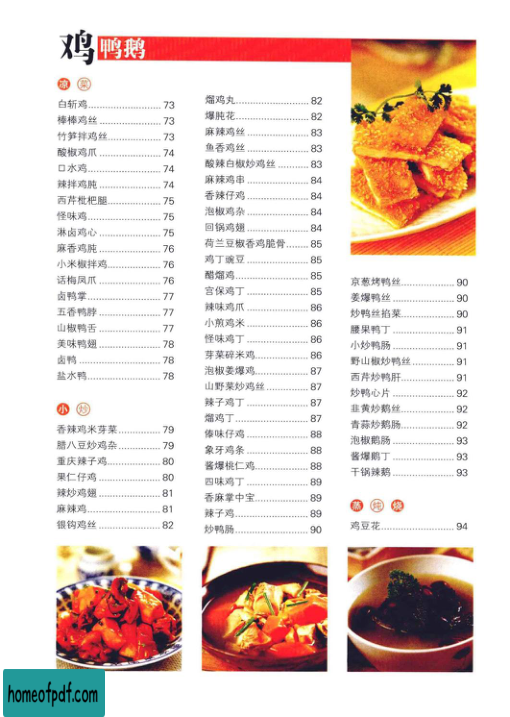 鸡鸭鹅
凉 菜
白斩鸡........................ 73
棒棒鸡丝.................... 73
竹笋拌鸡丝................ 73
酸椒鸡爪.................... 74
口水鸡........................ 74
辣拌鸡肫.................... 74
西芹枇杷腿................ 75
怪味鸡........................ 75
淋卤鸡心.................... 75
麻香鸡肫.................... 76
小米椒拌鸡................ 76
话梅凤爪.................... 76
卤鸭掌........................ 77
五香鸭脖.................... 77
山椒鸭舌.................... 77
美味鸭翅.................... 78
卤鸭............................ 78
盐水鸭........................ 78
小 炒
香辣鸡米芽菜............ 79
腊八豆炒鸡杂............ 79
重庆辣子鸡................ 80
果仁仔鸡.................... 80
辣炒鸡翅.................... 81
麻辣鸡........................ 81
银钩鸡丝.................... 82
熘鸡丸........................ 82
爆肫花........................ 82
麻辣鸡丝.................... 83
鱼香鸡丝.................... 83
酸辣白椒炒鸡丝........ 83
麻辣鸡串.................... 84
香辣仔鸡.................... 84
泡椒鸡杂.................... 84
回锅鸡翅.................... 84
荷兰豆椒香鸡脆骨.... 85
鸡丁豌豆.................... 85
醋熘鸡........................ 85
宫保鸡丁.................... 86
辣味鸡爪.................... 86
小煎鸡米.................... 86
怪味鸡丁.................... 86
芽菜碎米鸡................ 86
泡椒姜爆鸡................ 87
山野菜炒鸡丝............ 87
辣子鸡丁.................... 87
熘鸡丁........................ 87
傣味仔鸡.................... 88
象牙鸡条.................... 88
酱爆桃仁鸡................ 88
四味鸡丁.................... 89
香麻掌中宝................ 89
辣子鸡........................ 89
炒鸭肠........................ 90
京葱烤鸭丝................ 90
姜爆鸭丝.................... 90
炒鸭丝掐菜................ 90
腰果鸭丁.................... 91
小炒鸭肠.................... 91
野山椒炒鸭丝............ 91
西芹炒鸭肝................ 91
炒鸭心片.................... 92
韭黄炒鹅丝................ 92
青蒜炒鹅肠................ 92
泡椒鹅肠.................... 93
酱爆鹅丁.................... 93
干锅辣鹅.................... 93
蒸 炖 烧
鸡豆花........................ 94
homeofpdf.com